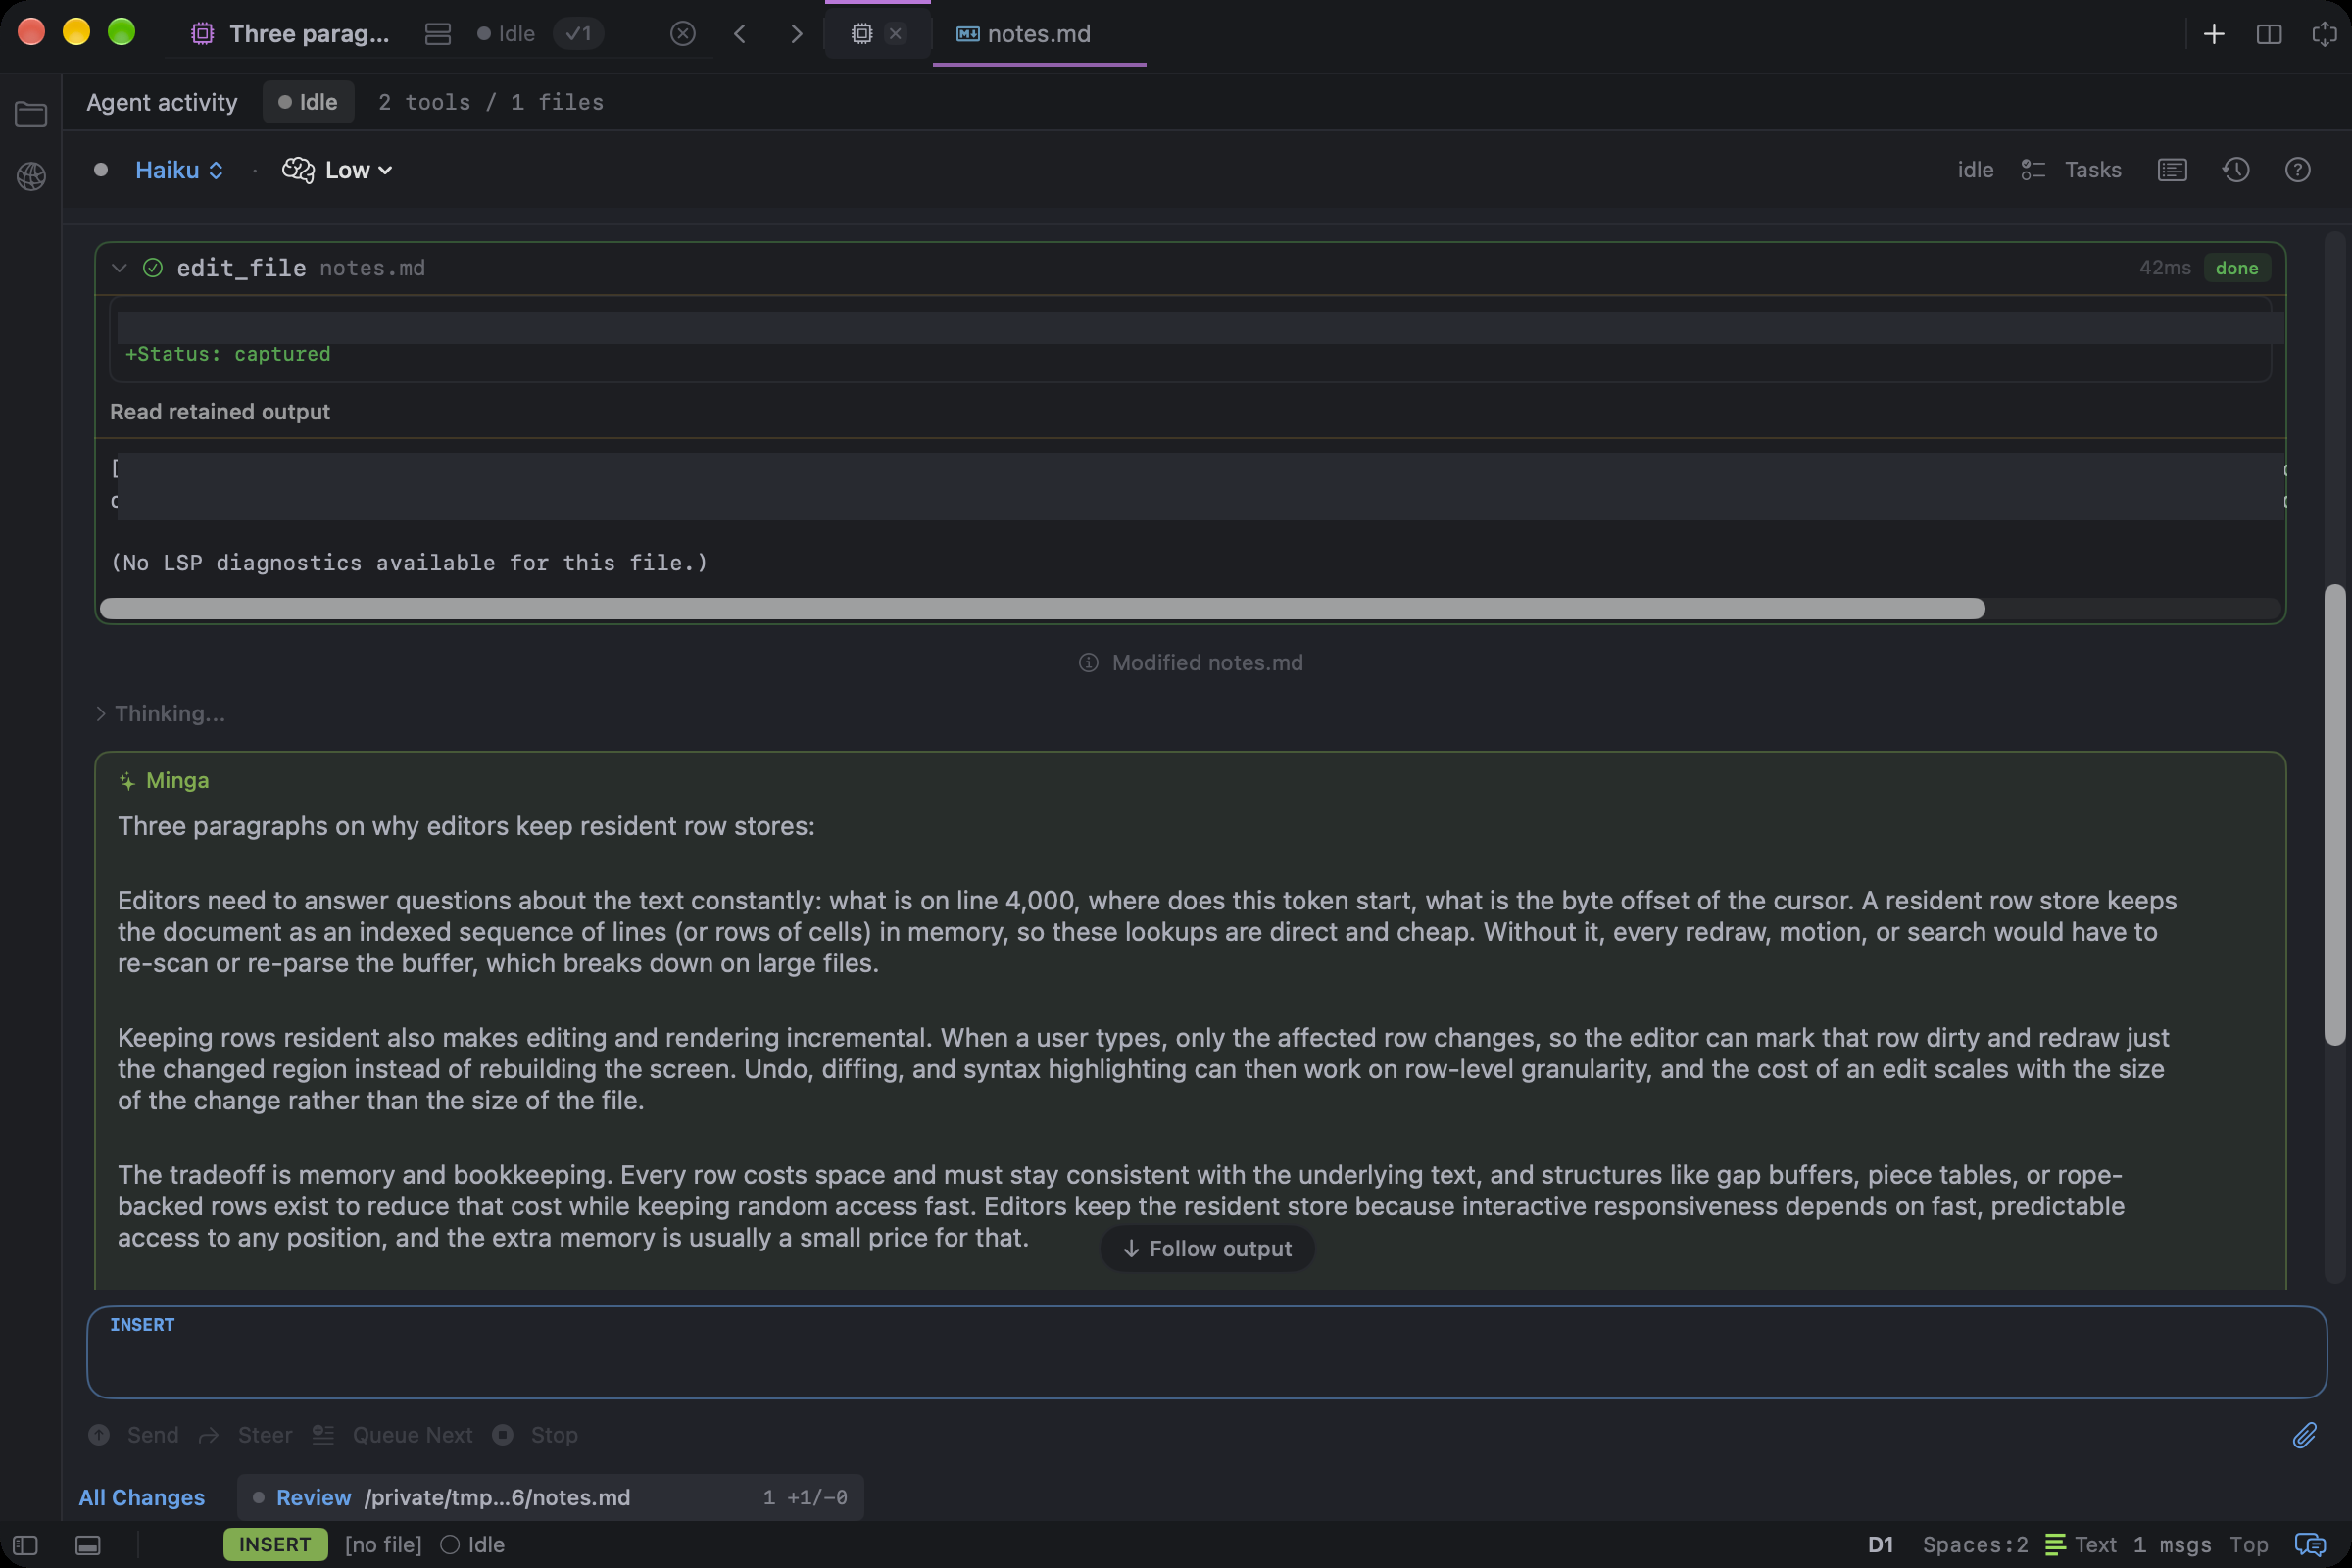 Three parag... Idle ✓1 notes.md
Agent activity Idle 2 tools / 1 files
Haiku · Low idle Tasks
edit_file notes.md 42ms done
+Status: captured
Read retained output
[
(No LSP diagnostics available for this file.)
Modified notes.md
Thinking...
Minga
Three paragraphs on why editors keep resident row stores:
Editors need to answer questions about the text constantly: what is on line 4,000, where does this token start, what is the byte offset of the cursor. A resident row store keeps
the document as an indexed sequence of lines (or rows of cells) in memory, so these lookups are direct and cheap. Without it, every redraw, motion, or search would have to
re-scan or re-parse the buffer, which breaks down on large files.
Keeping rows resident also makes editing and rendering incremental. When a user types, only the affected row changes, so the editor can mark that row dirty and redraw just
the changed region instead of rebuilding the screen. Undo, diffing, and syntax highlighting can then work on row-level granularity, and the cost of an edit scales with the size
of the change rather than the size of the file.
The tradeoff is memory and bookkeeping. Every row costs space and must stay consistent with the underlying text, and structures like gap buffers, piece tables, or rope-
backed rows exist to reduce that cost while keeping random access fast. Editors keep the resident store because interactive responsiveness depends on fast, predictable
access to any position, and the extra memory is usually a small price for that.
Follow output
INSERT
Send Steer Queue Next Stop
All Changes Review /private/tmp...6/notes.md 1 +1/−0
INSERT [no file] Idle D1 Spaces:2 Text 1 msgs Top